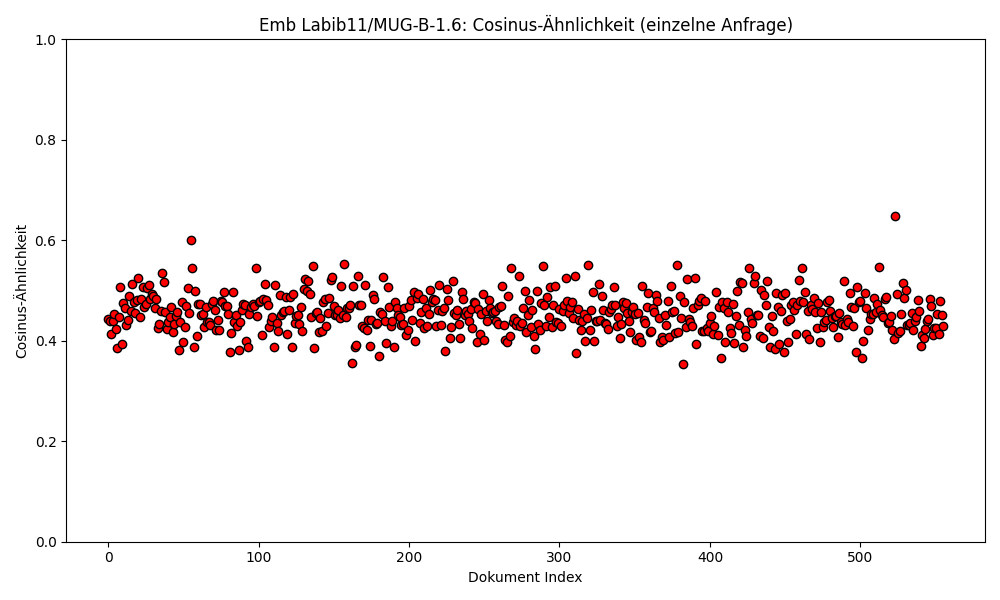 Emb Labib11/MUG-B-1.6: Cosinus-Ähnlichkeit (einzelne Anfrage)
1.0
0.8
0.6
0.4
0.2
0.0
Cosinus-Ähnlichkeit
0 100 200 300 400 500
Dokument Index